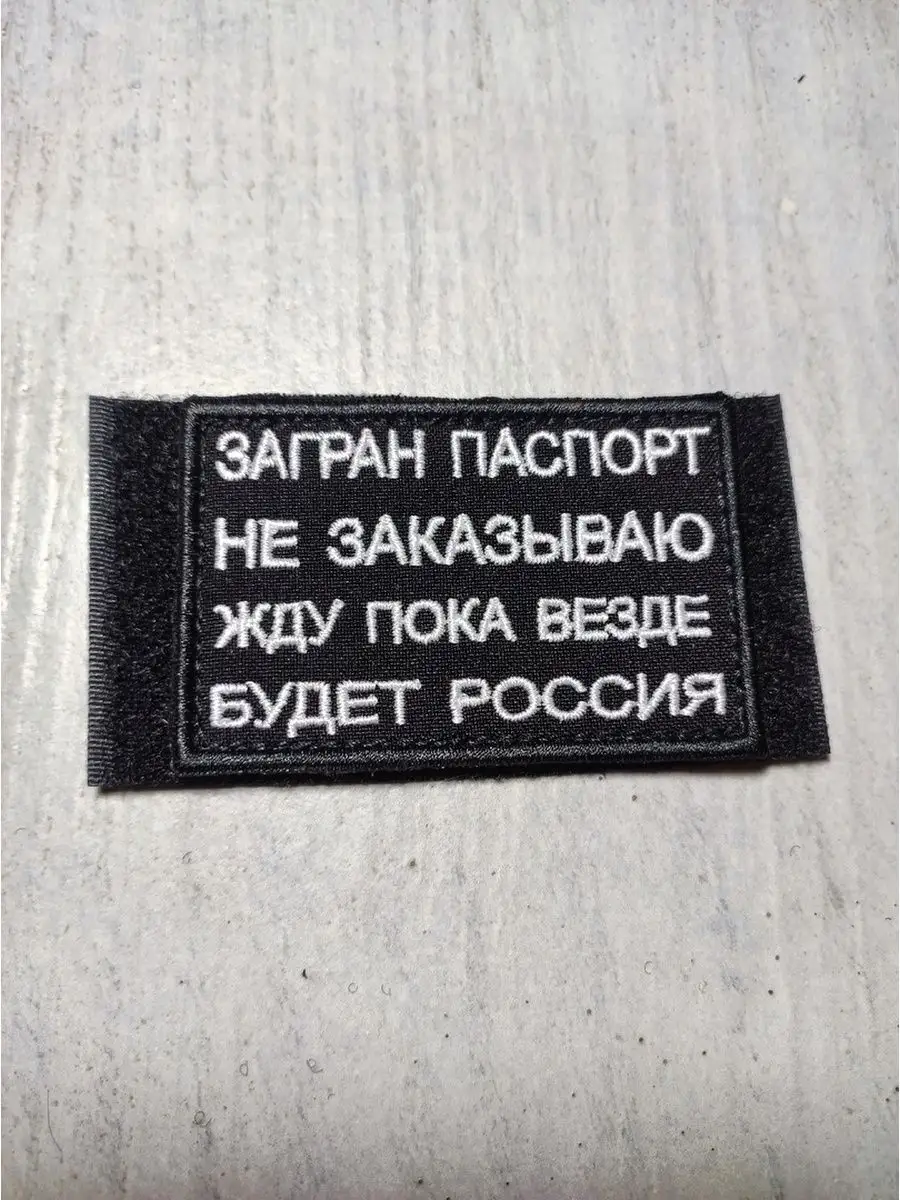 ЗАГРАН ПАСПОРТ
НЕ ЗАКАЗЫВАЮ
ЖДУ ПОКА ВЕЗДЕ
БУДЕТ РОССИЯ